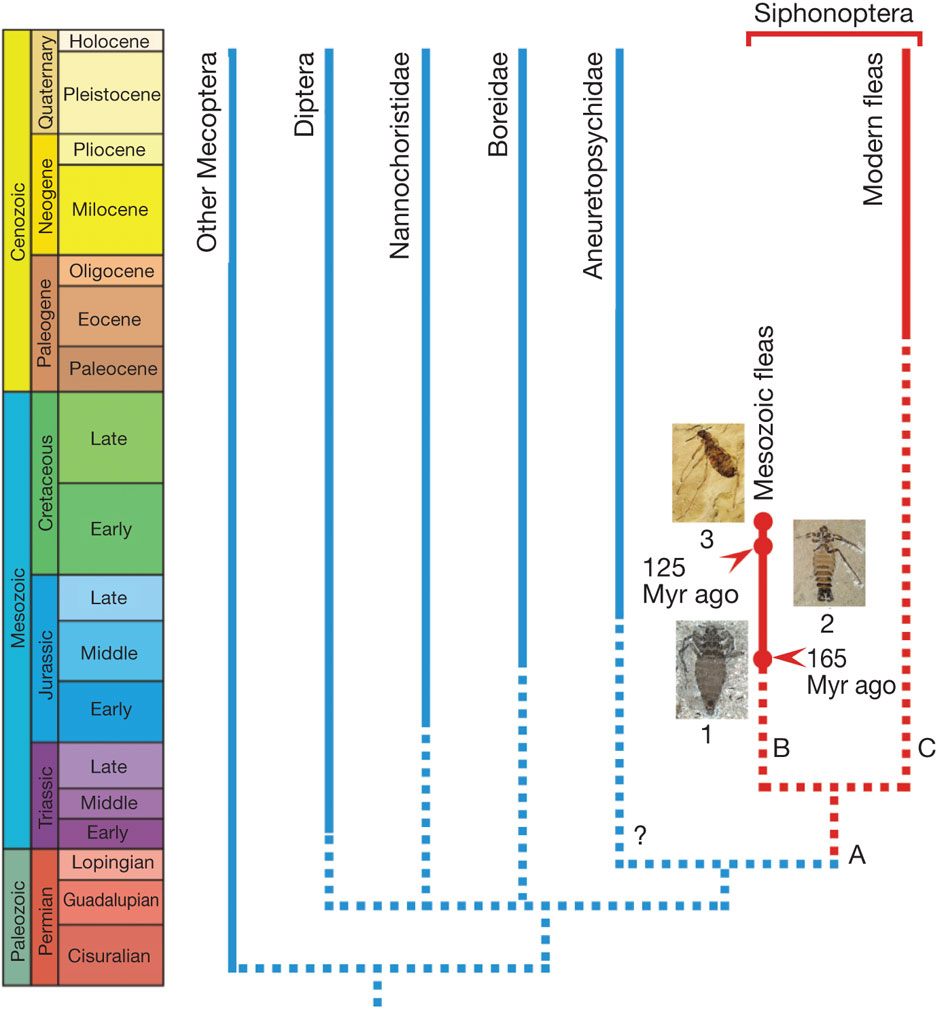 Siphonoptera
Cenozoic
Mesozoic
Paleozoic
Quaternary
Neogene
Paleogene
Cretaceous
Jurassic
Triassic
Permian
Holocene
Pleistocene
Pliocene
Milocene
Oligocene
Eocene
Paleocene
Late
Early
Late
Middle
Early
Late
Middle
Early
Lopingian
Guadalupian
Cisuralian
Other Mecoptera
Diptera
Nannochoristidae
Boreidae
Aneuretopsychidae
Mesozoic fleas
Modern fleas
3
125
Myr ago
2
1
165
Myr ago
B
C
?
A